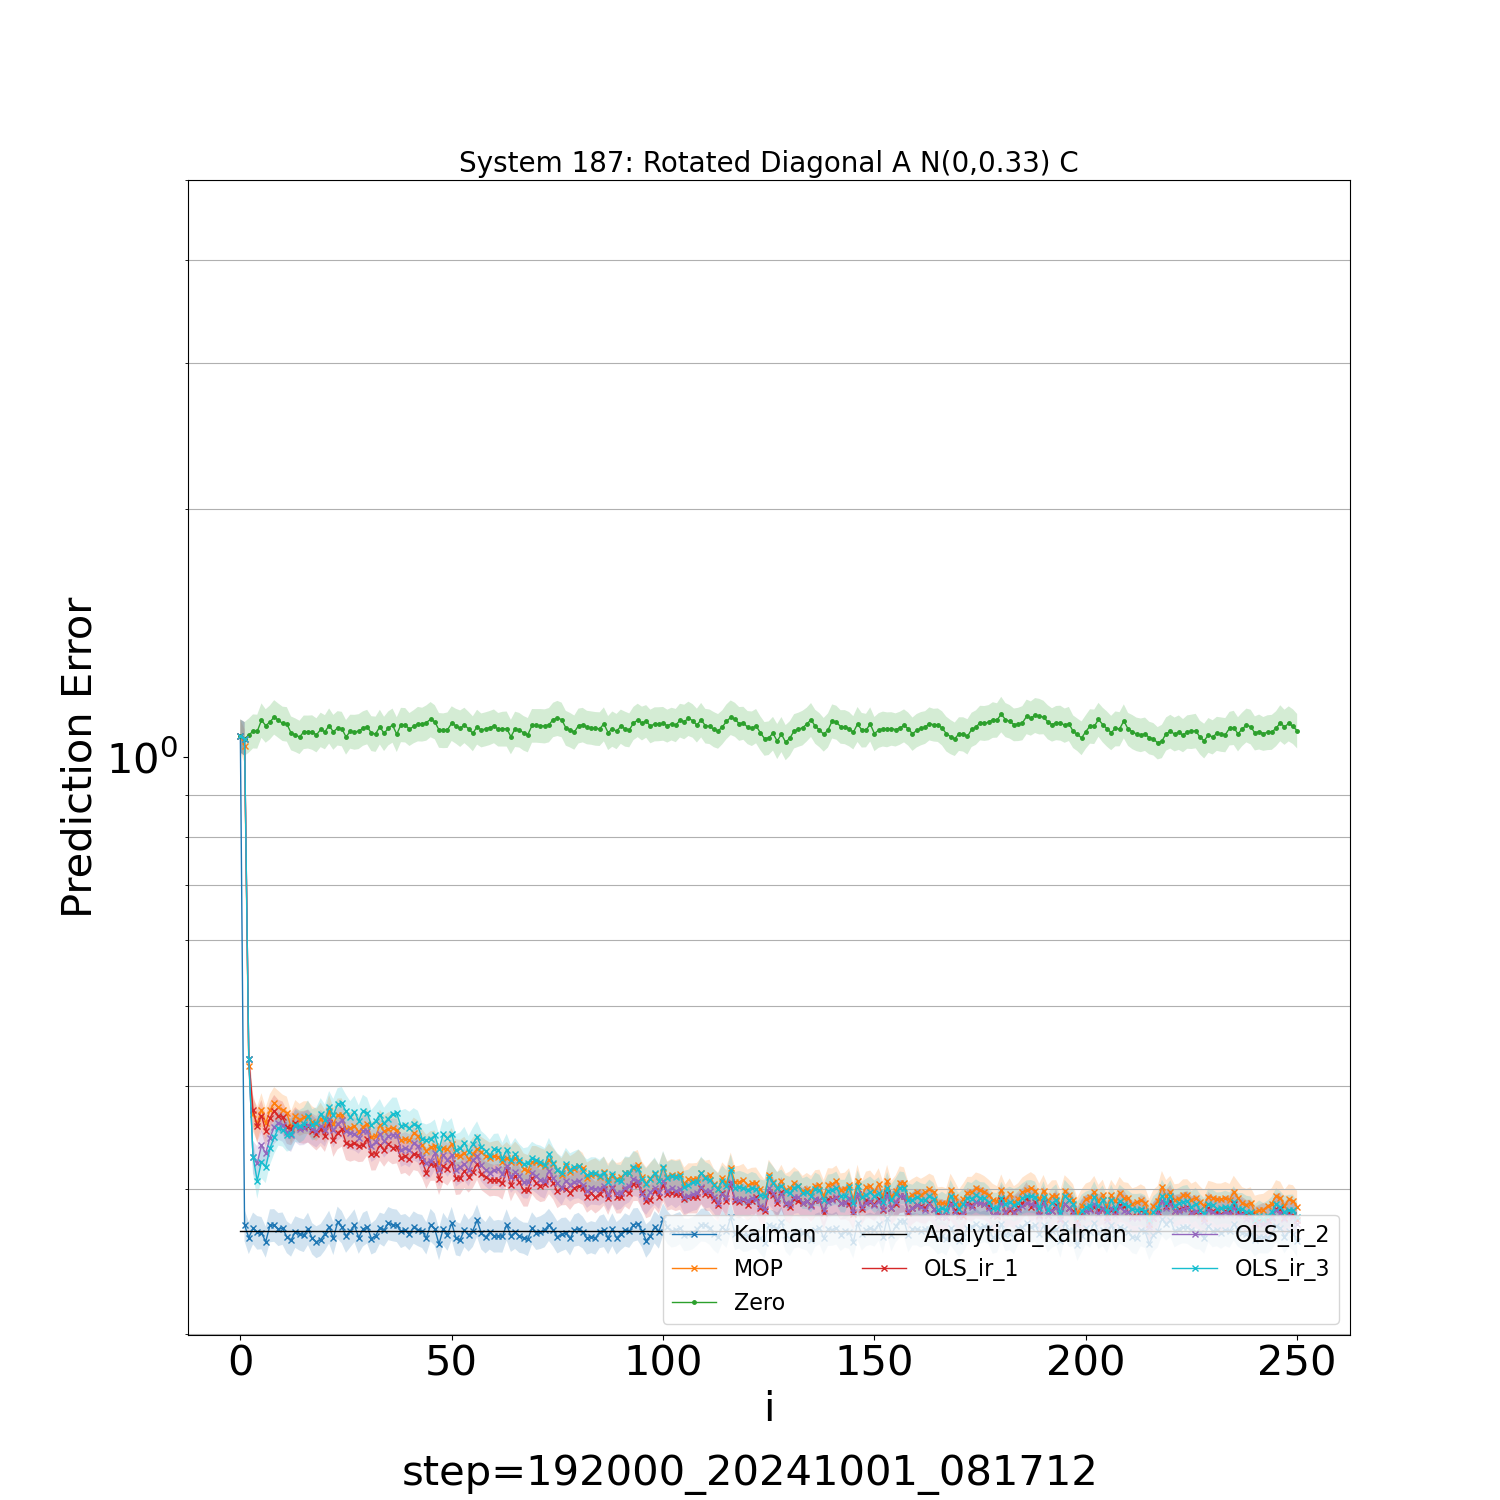 System 187: Rotated Diagonal A N(0,0.33) C
Prediction Error
10⁰
Kalman
MOP
Zero
Analytical_Kalman
OLS_ir_1
OLS_ir_2
OLS_ir_3
0 50 100 150 200 250
i
step=192000_20241001_081712